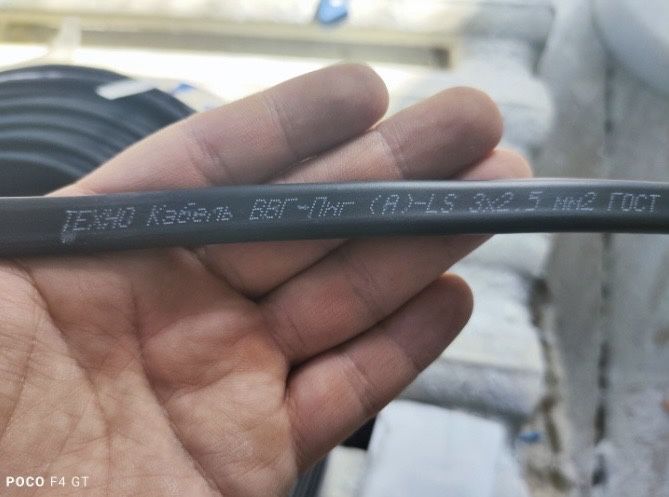 ТЕХНО Кабель ВВГ-Пнг (А)-LS 3х2.5 мм2 ГОСТ
POCO F4 GT